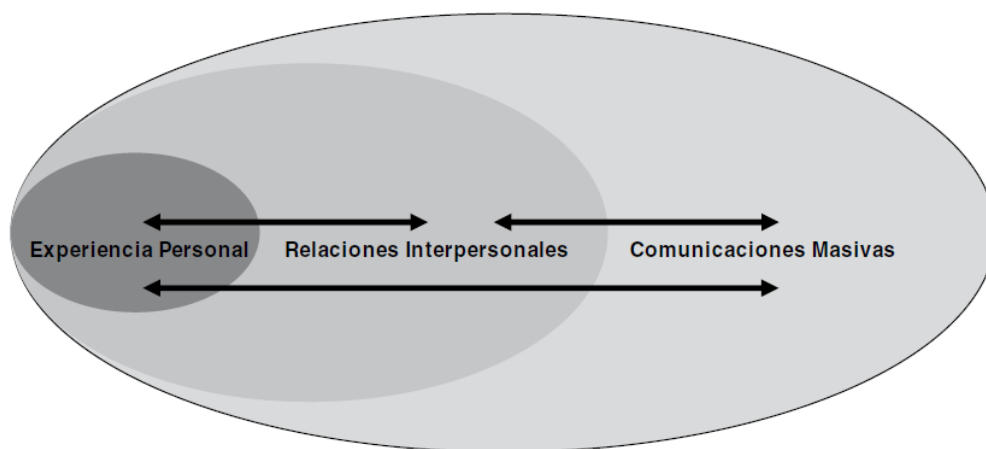 Experiencia Personal
Relaciones Interpersonales
Comunicaciones Masivas